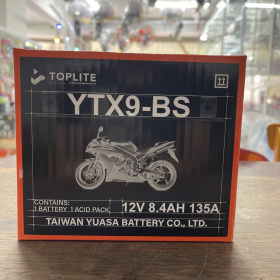 TOPLITE
YTX9-BS
CONTAINS:
1 BATTERY 1 ACID PACK
12V 8.4AH 135A
TAIWAN YUASA BATTERY CO., LTD.